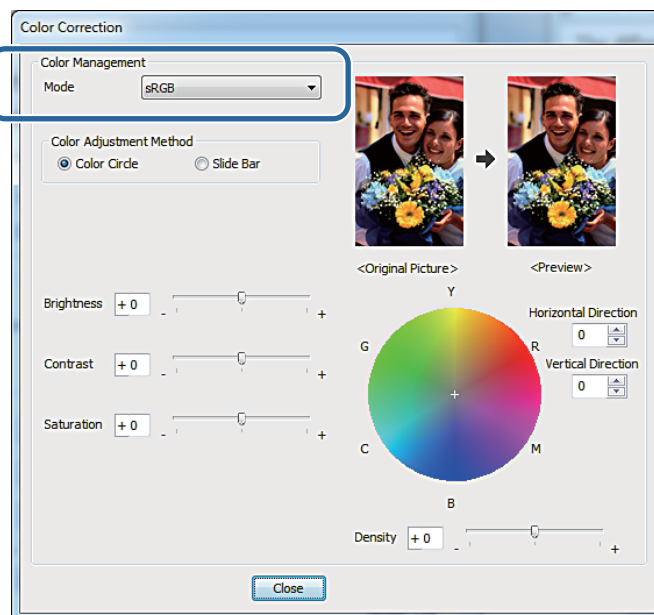 Color Correction
Color Management
Mode
sRGB
Color Adjustment Method
Color Circle
Slide Bar
<Original Picture>
<Preview>
Y
Horizontal Direction
0
Brightness
+ 0
-
+
G
R
Vertical Direction
0
Contrast
+ 0
-
+
Saturation
+ 0
-
+
C
M
B
Density
+ 0
-
+
Close